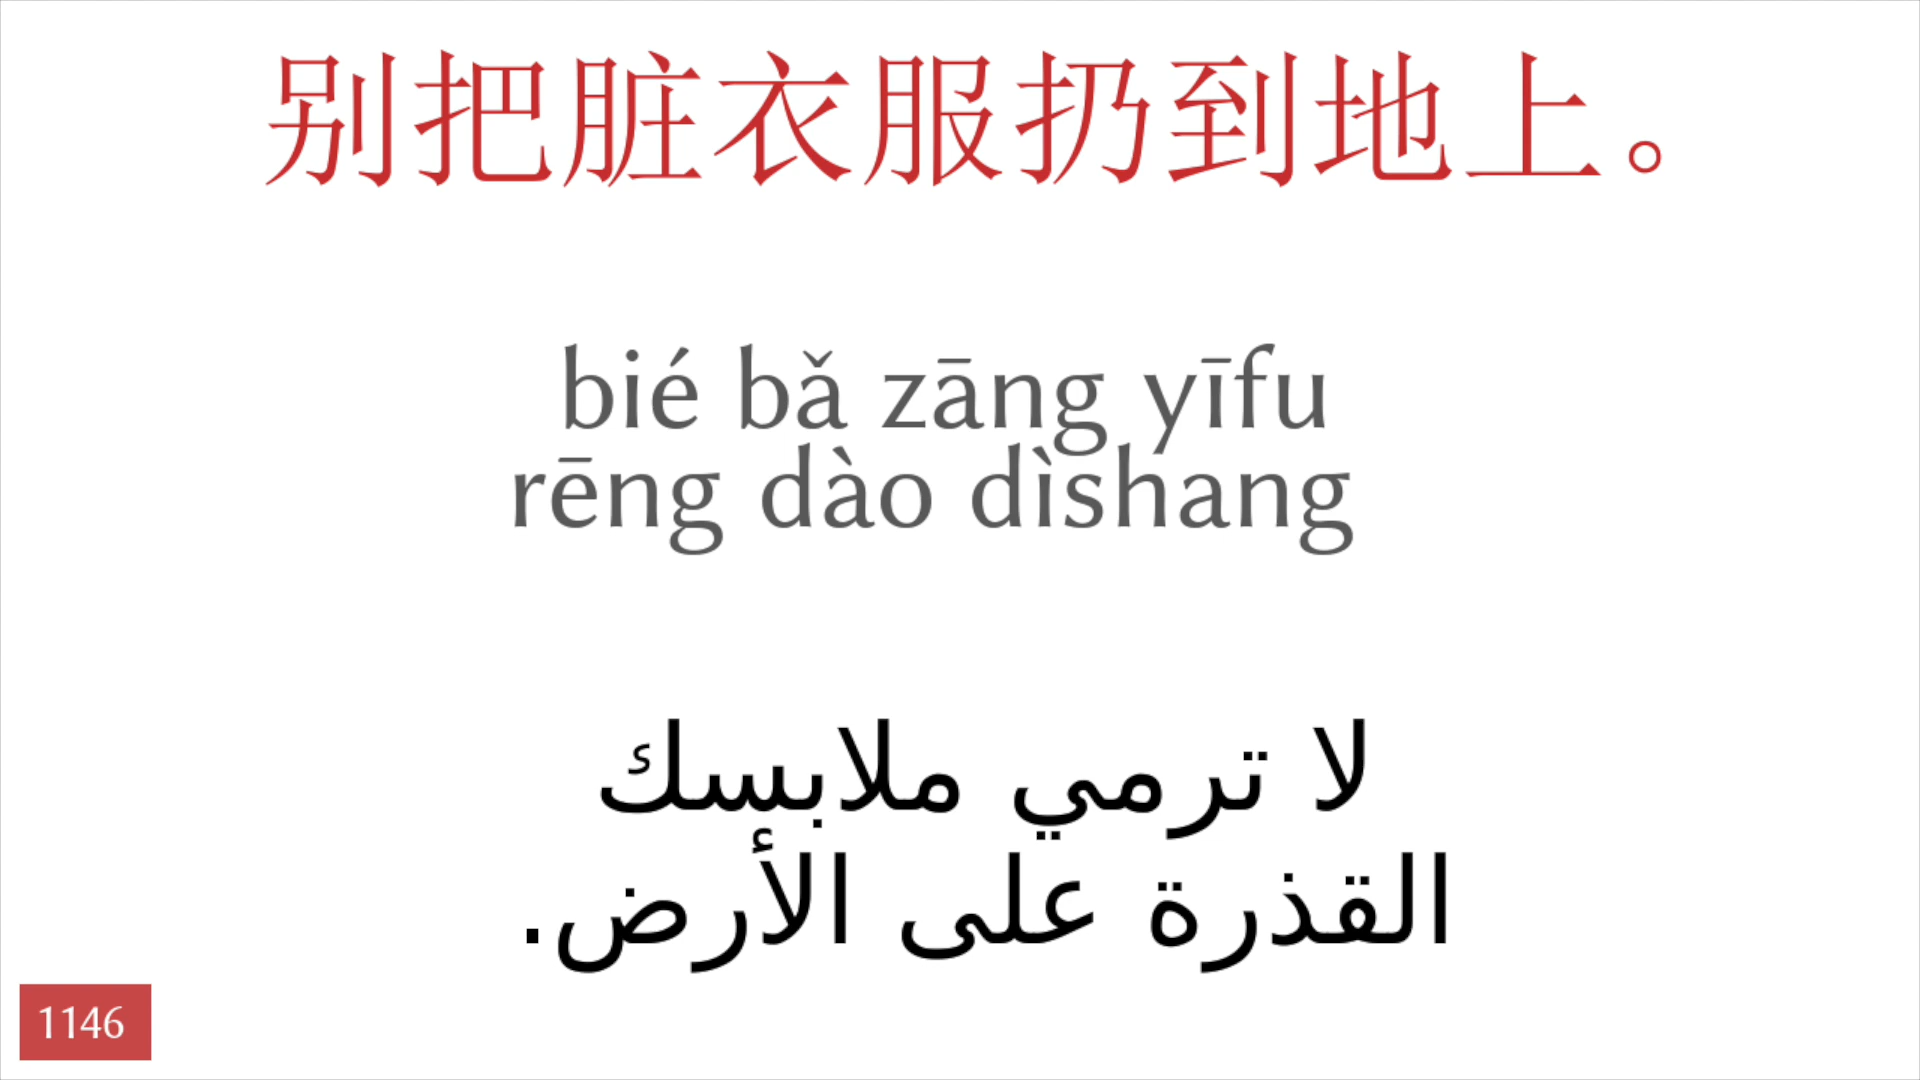 别把脏衣服扔到地上。
bié bǎ zāng yīfu
rēng dào dìshang
لا ترمي ملابسك
القذرة على الأرض.
1146